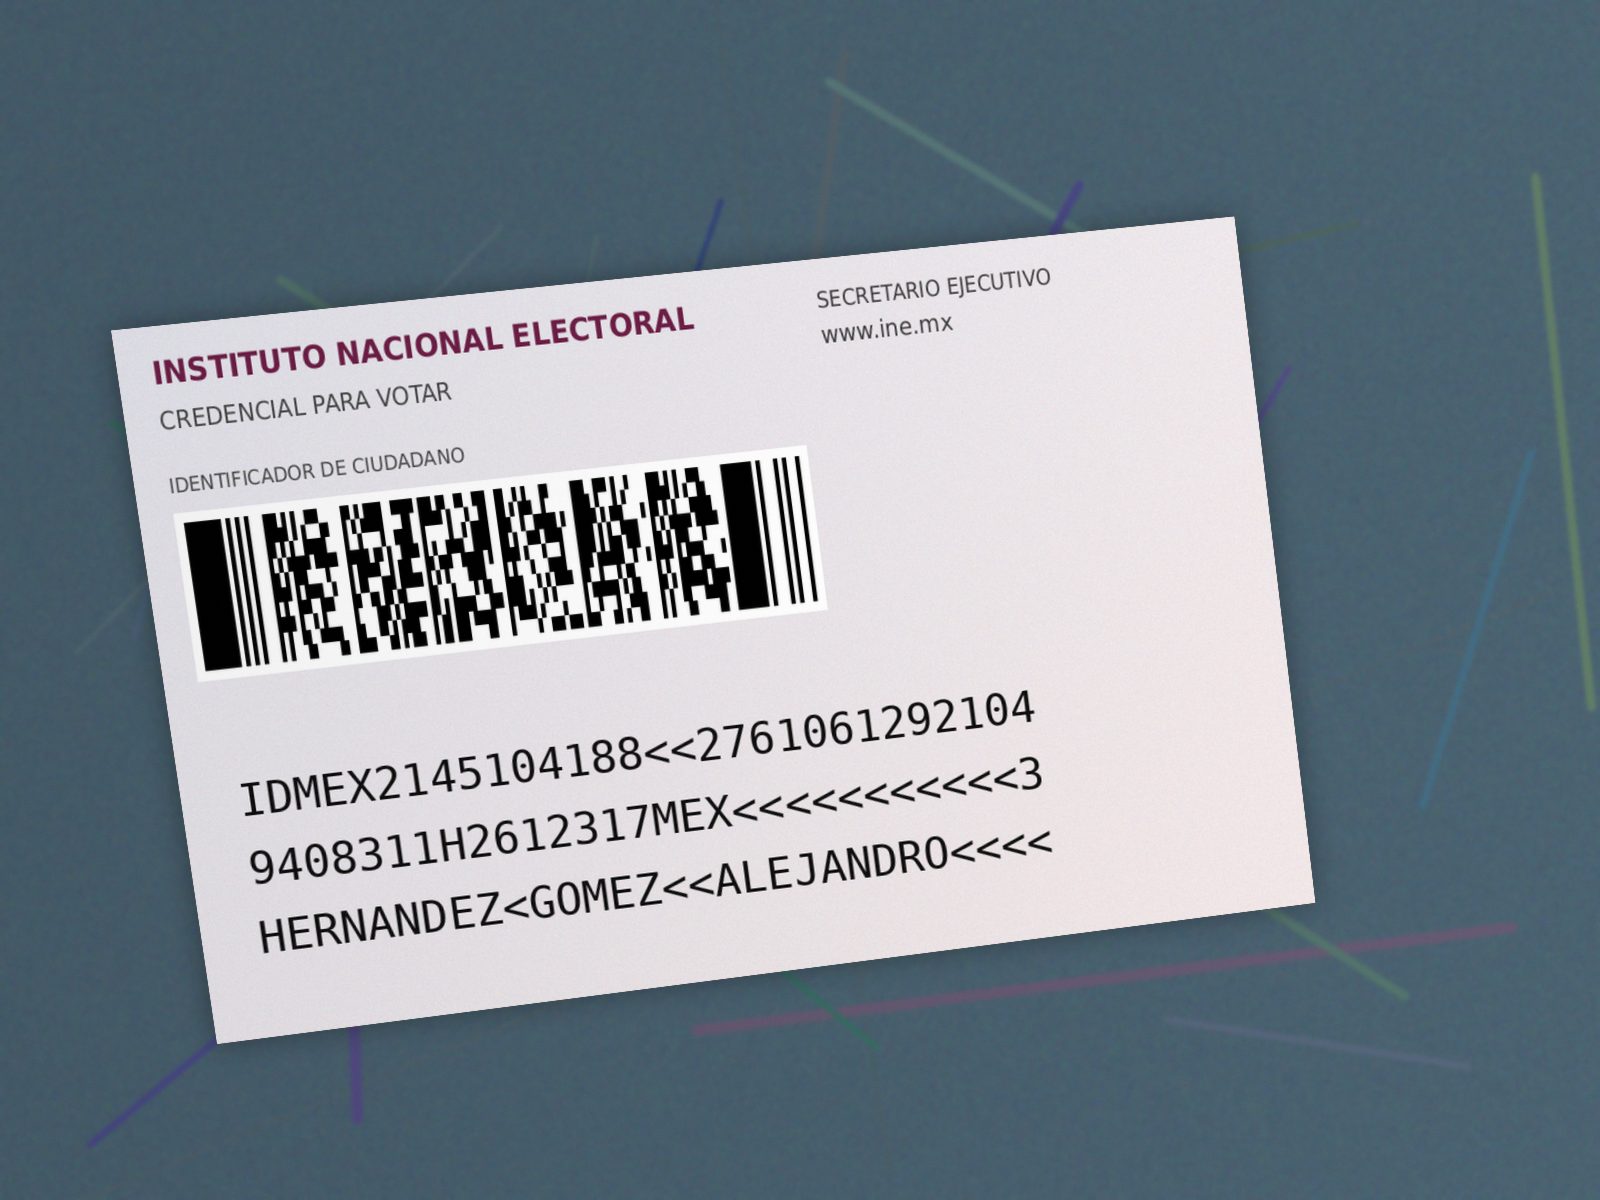 INSTITUTO NACIONAL ELECTORAL
CREDENCIAL PARA VOTAR
SECRETARIO EJECUTIVO
www.ine.mx
IDENTIFICADOR DE CIUDADANO
IDMEX2145104188<<2761061292104
9408311H2612317MEX<<<<<<<<<<<3
HERNANDEZ<GOMEZ<<ALEJANDRO<<<<